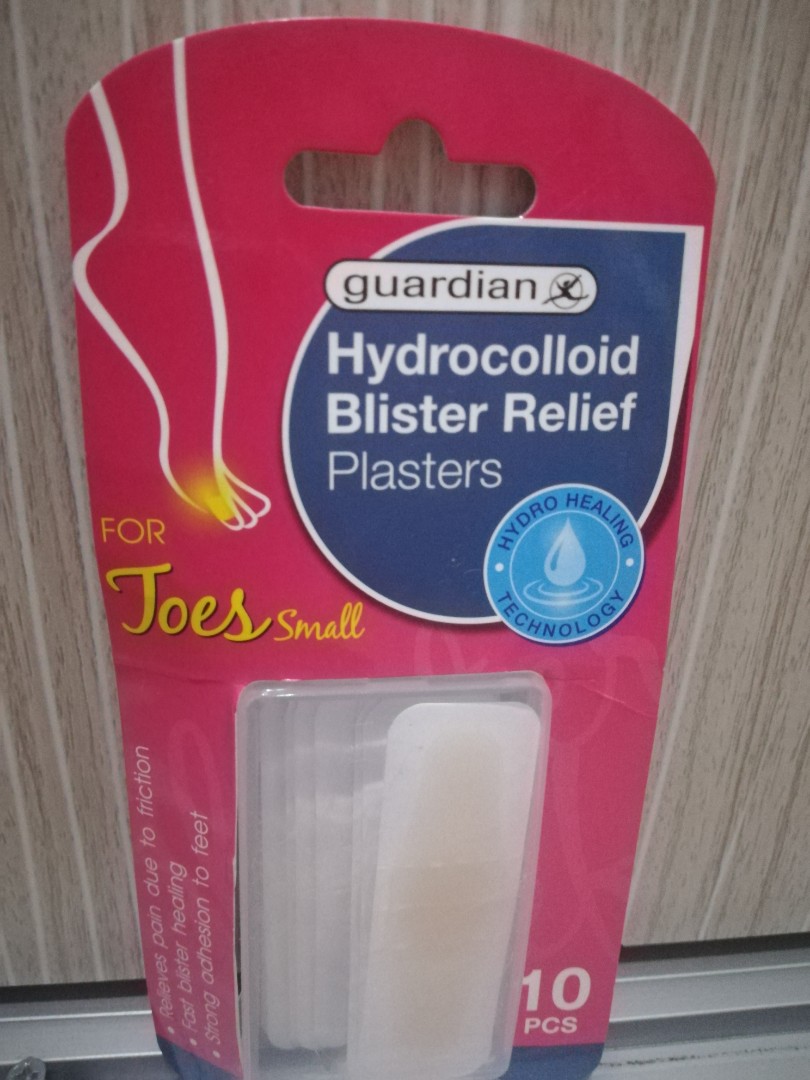 guardian
Hydrocolloid
Blister Relief
Plasters
HYDRO HEALING
TECHNOLOGY
FOR
Toes Small
• Relieves pain due to friction
• Fast blister healing
• Strong adhesion to feet
10
PCS